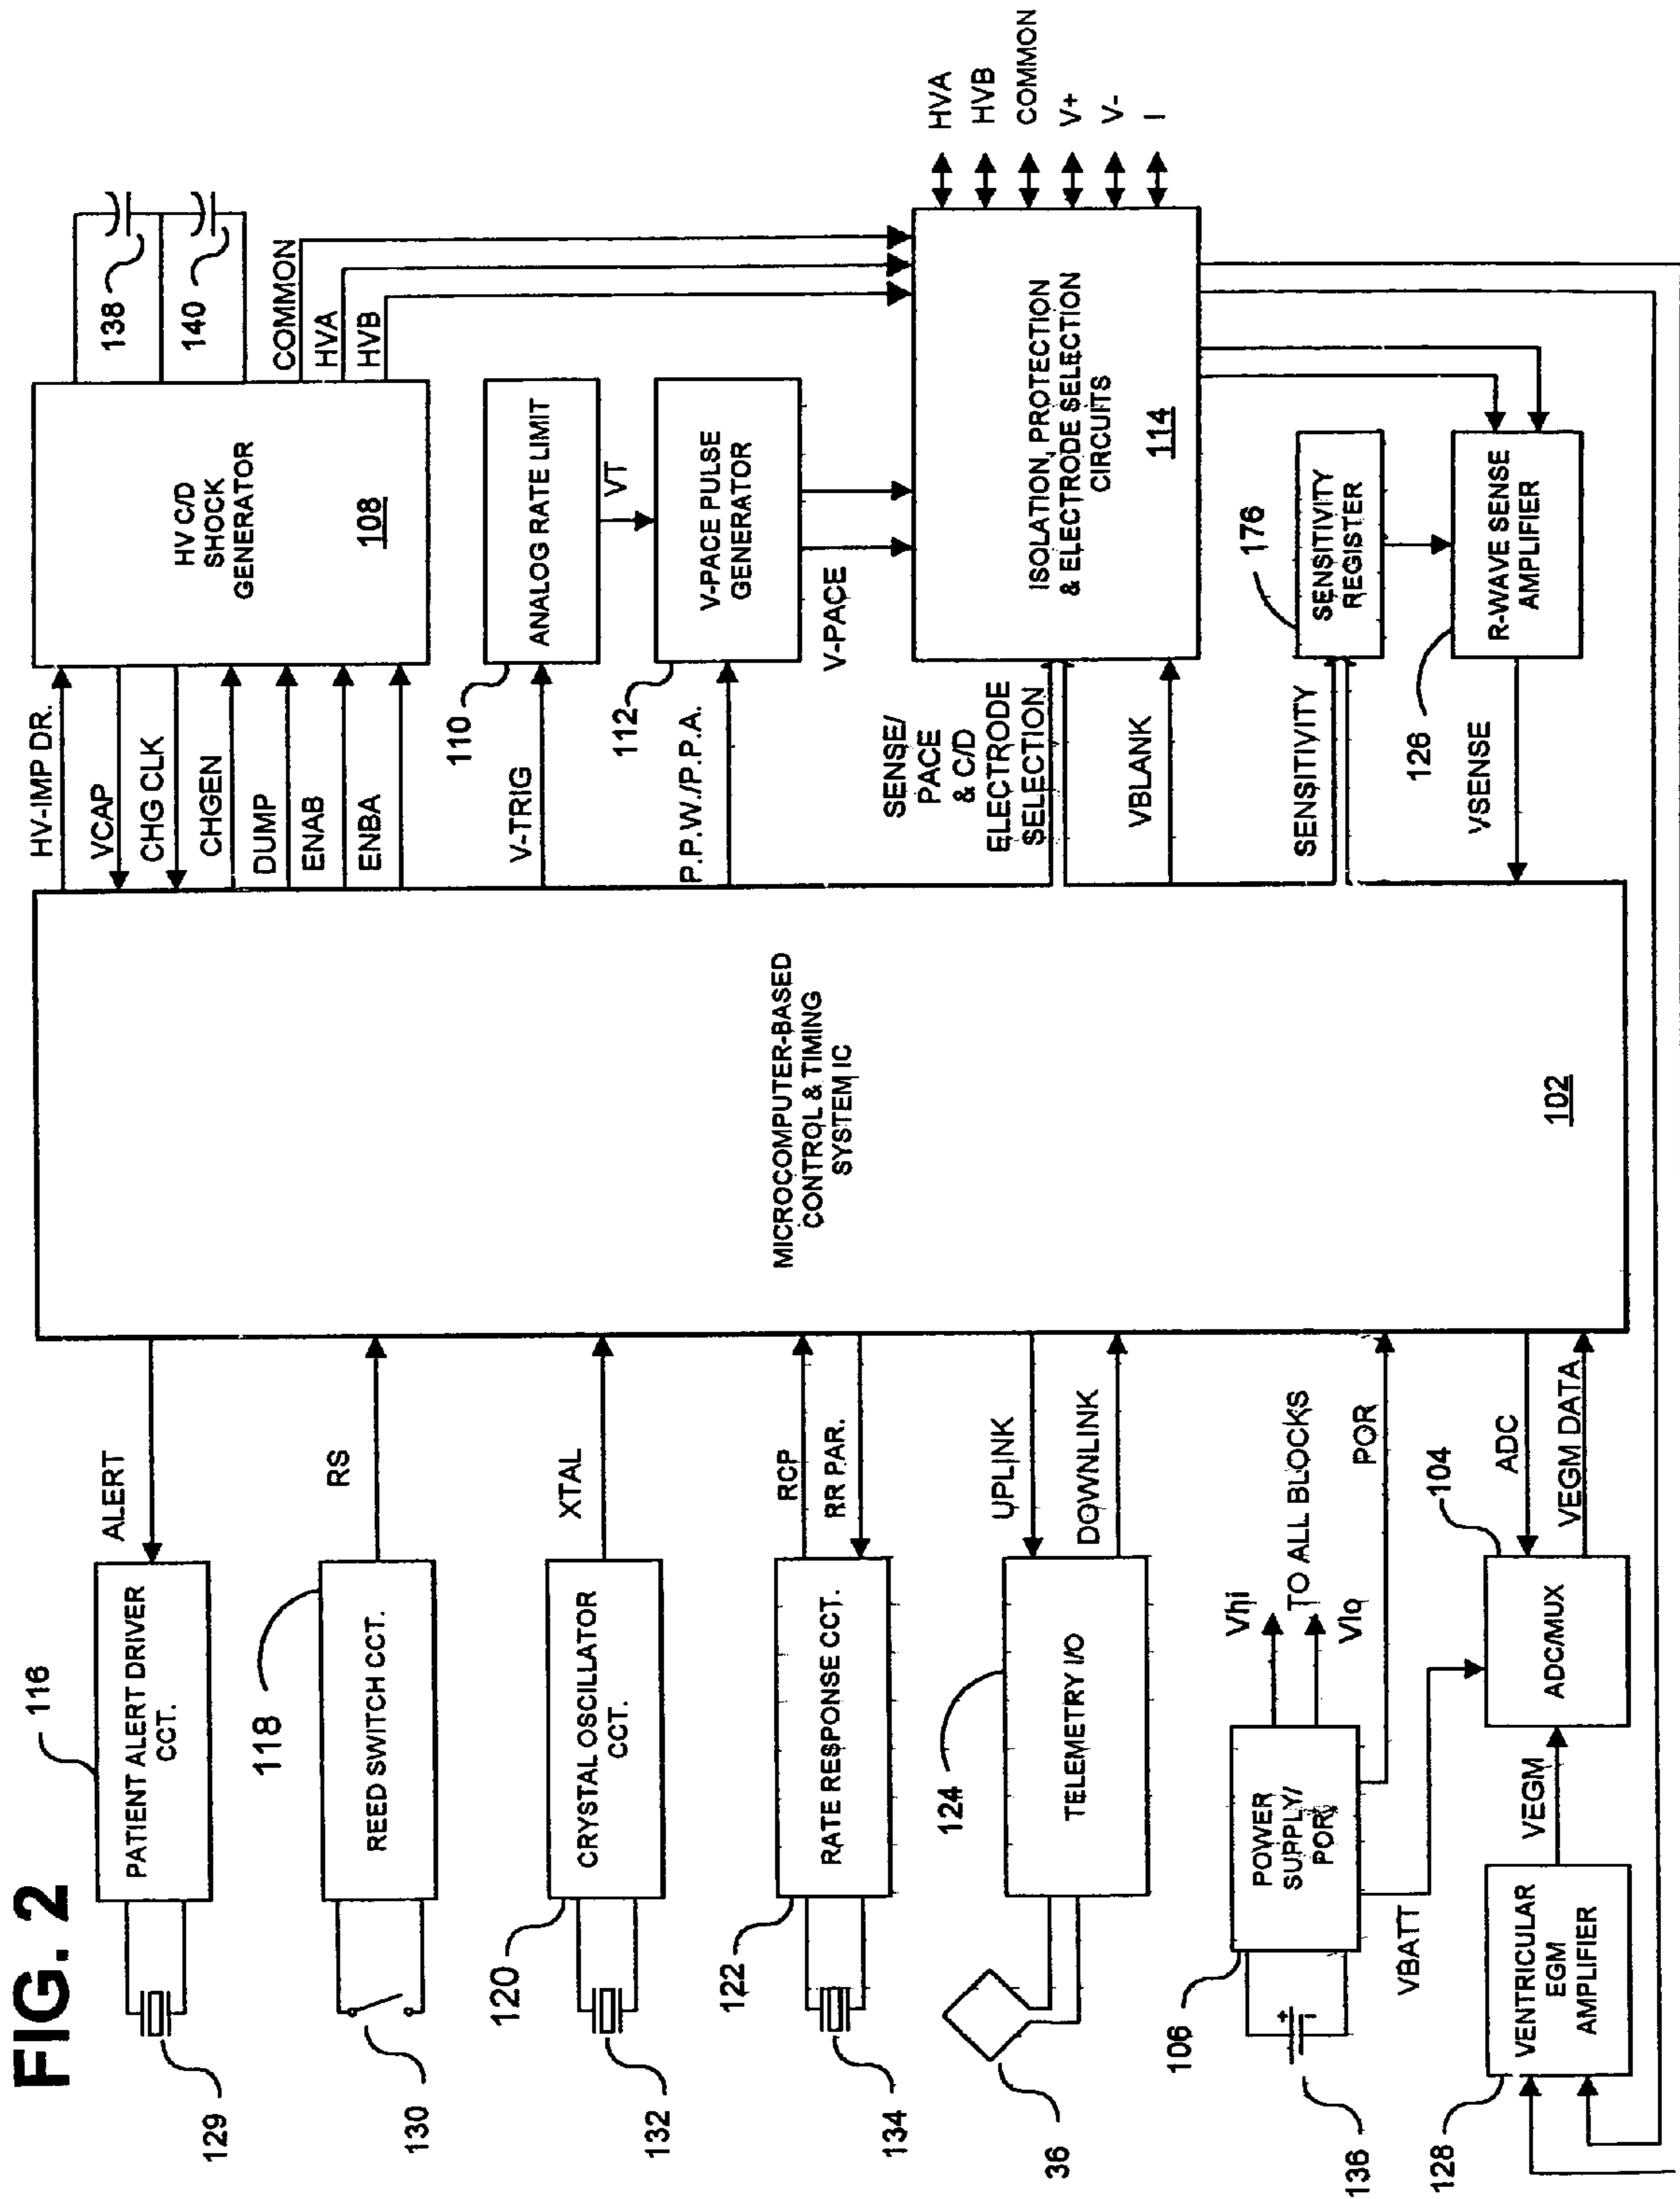 FIG. 2
116
PATIENT ALERT DRIVER
CCT.
129
ALERT
118
REED SWITCH CCT.
130
RS
CRYSTAL OSCILLATOR
CCT.
120
132
XTAL
RATE RESPONSE CCT.
122
134
RCP
RR PAR.
TELEMETRY I/O
124
36
UPLINK
DOWNLINK
POWER
SUPPLY/
POR
106
136
+
Vhi
TO ALL BLOCKS
Vlo
POR
VBATT
VENTRICULAR
EGM
AMPLIFIER
128
VEGM
ADC/MUX
104
ADC
VEGM DATA
MICROCOMPUTER-BASED
CONTROL & TIMING
SYSTEM IC
102
HV-IMP DR.
VCAP
CHG CLK
CHGEN
DUMP
ENAB
ENBA
HV C/D
SHOCK
GENERATOR
108
138
140
COMMON
HVA
HVB
V-TRIG
110
ANALOG RATE LIMIT
VT
P.P.W./P.P.A.
112
V-PACE PULSE
GENERATOR
V-PACE
SENSE/
PACE
& C/D
ELECTRODE
SELECTION
VBLANK
ISOLATION, PROTECTION
& ELECTRODE SELECTION
CIRCUITS
114
HVA
HVB
COMMON
V+
V-
I
SENSITIVITY
176
SENSITIVITY
REGISTER
VSENSE
126
R-WAVE SENSE
AMPLIFIER